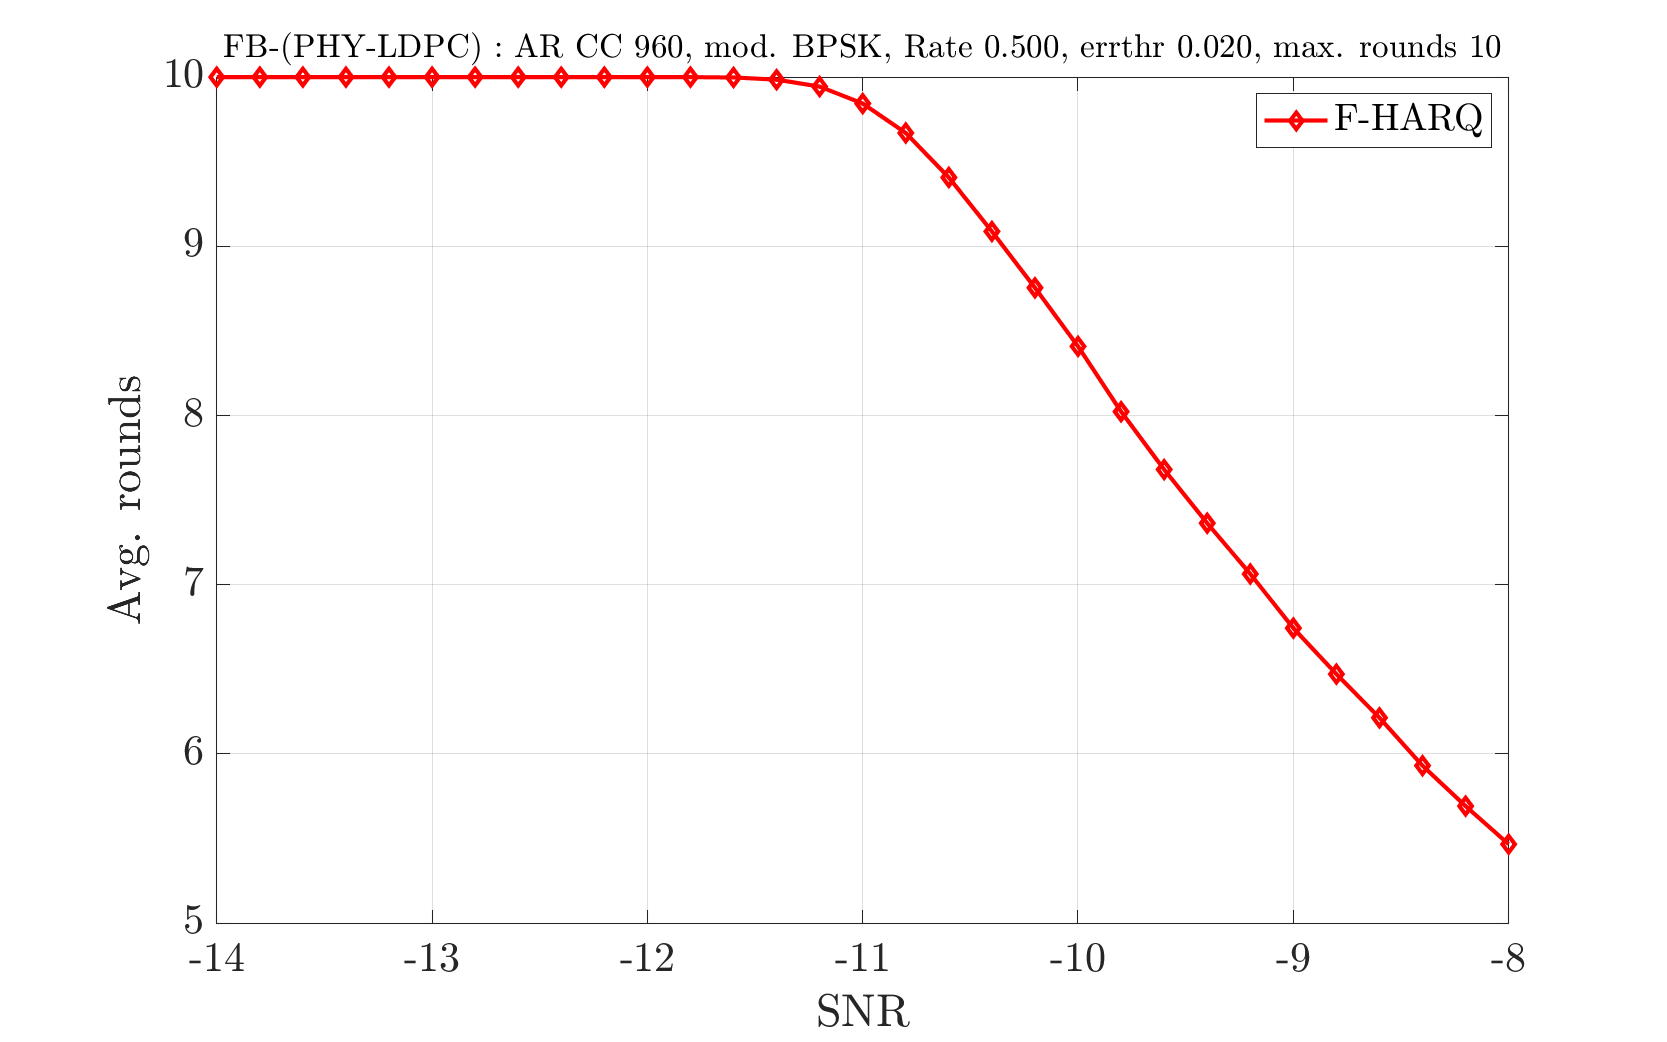 FB-(PHY-LDPC) : AR CC 960, mod. BPSK, Rate 0.500, errthr 0.020, max. rounds 10
F-HARQ
Avg. rounds
10
9
8
7
6
5
-14 -13 -12 -11 -10 -9 -8
SNR